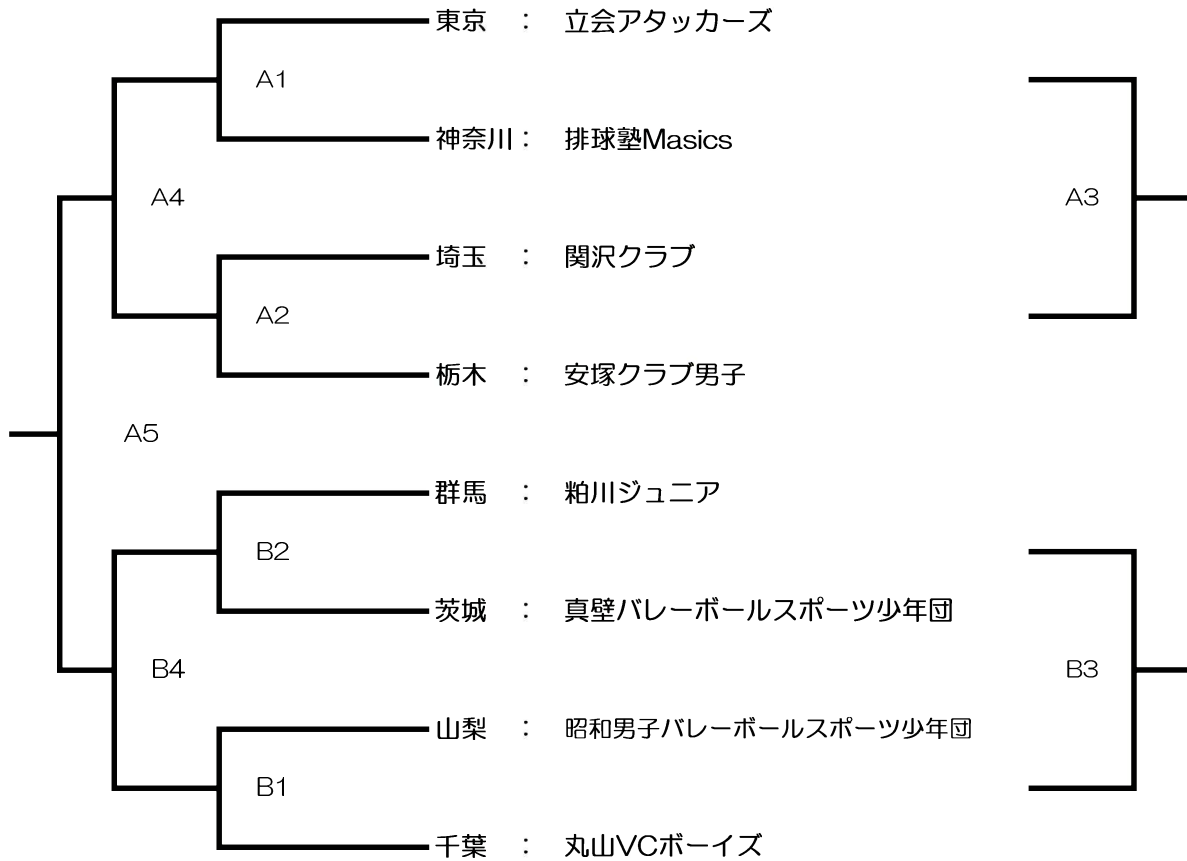 東京 : 立会アタッカーズ
A1
神奈川 : 排球塾Masics
A4
A3
埼玉 : 関沢クラブ
A2
栃木 : 安塚クラブ男子
A5
群馬 : 粕川ジュニア
B2
茨城 : 真壁バレーボールスポーツ少年団
B4
B3
山梨 : 昭和男子バレーボールスポーツ少年団
B1
千葉 : 丸山VCボーイズ